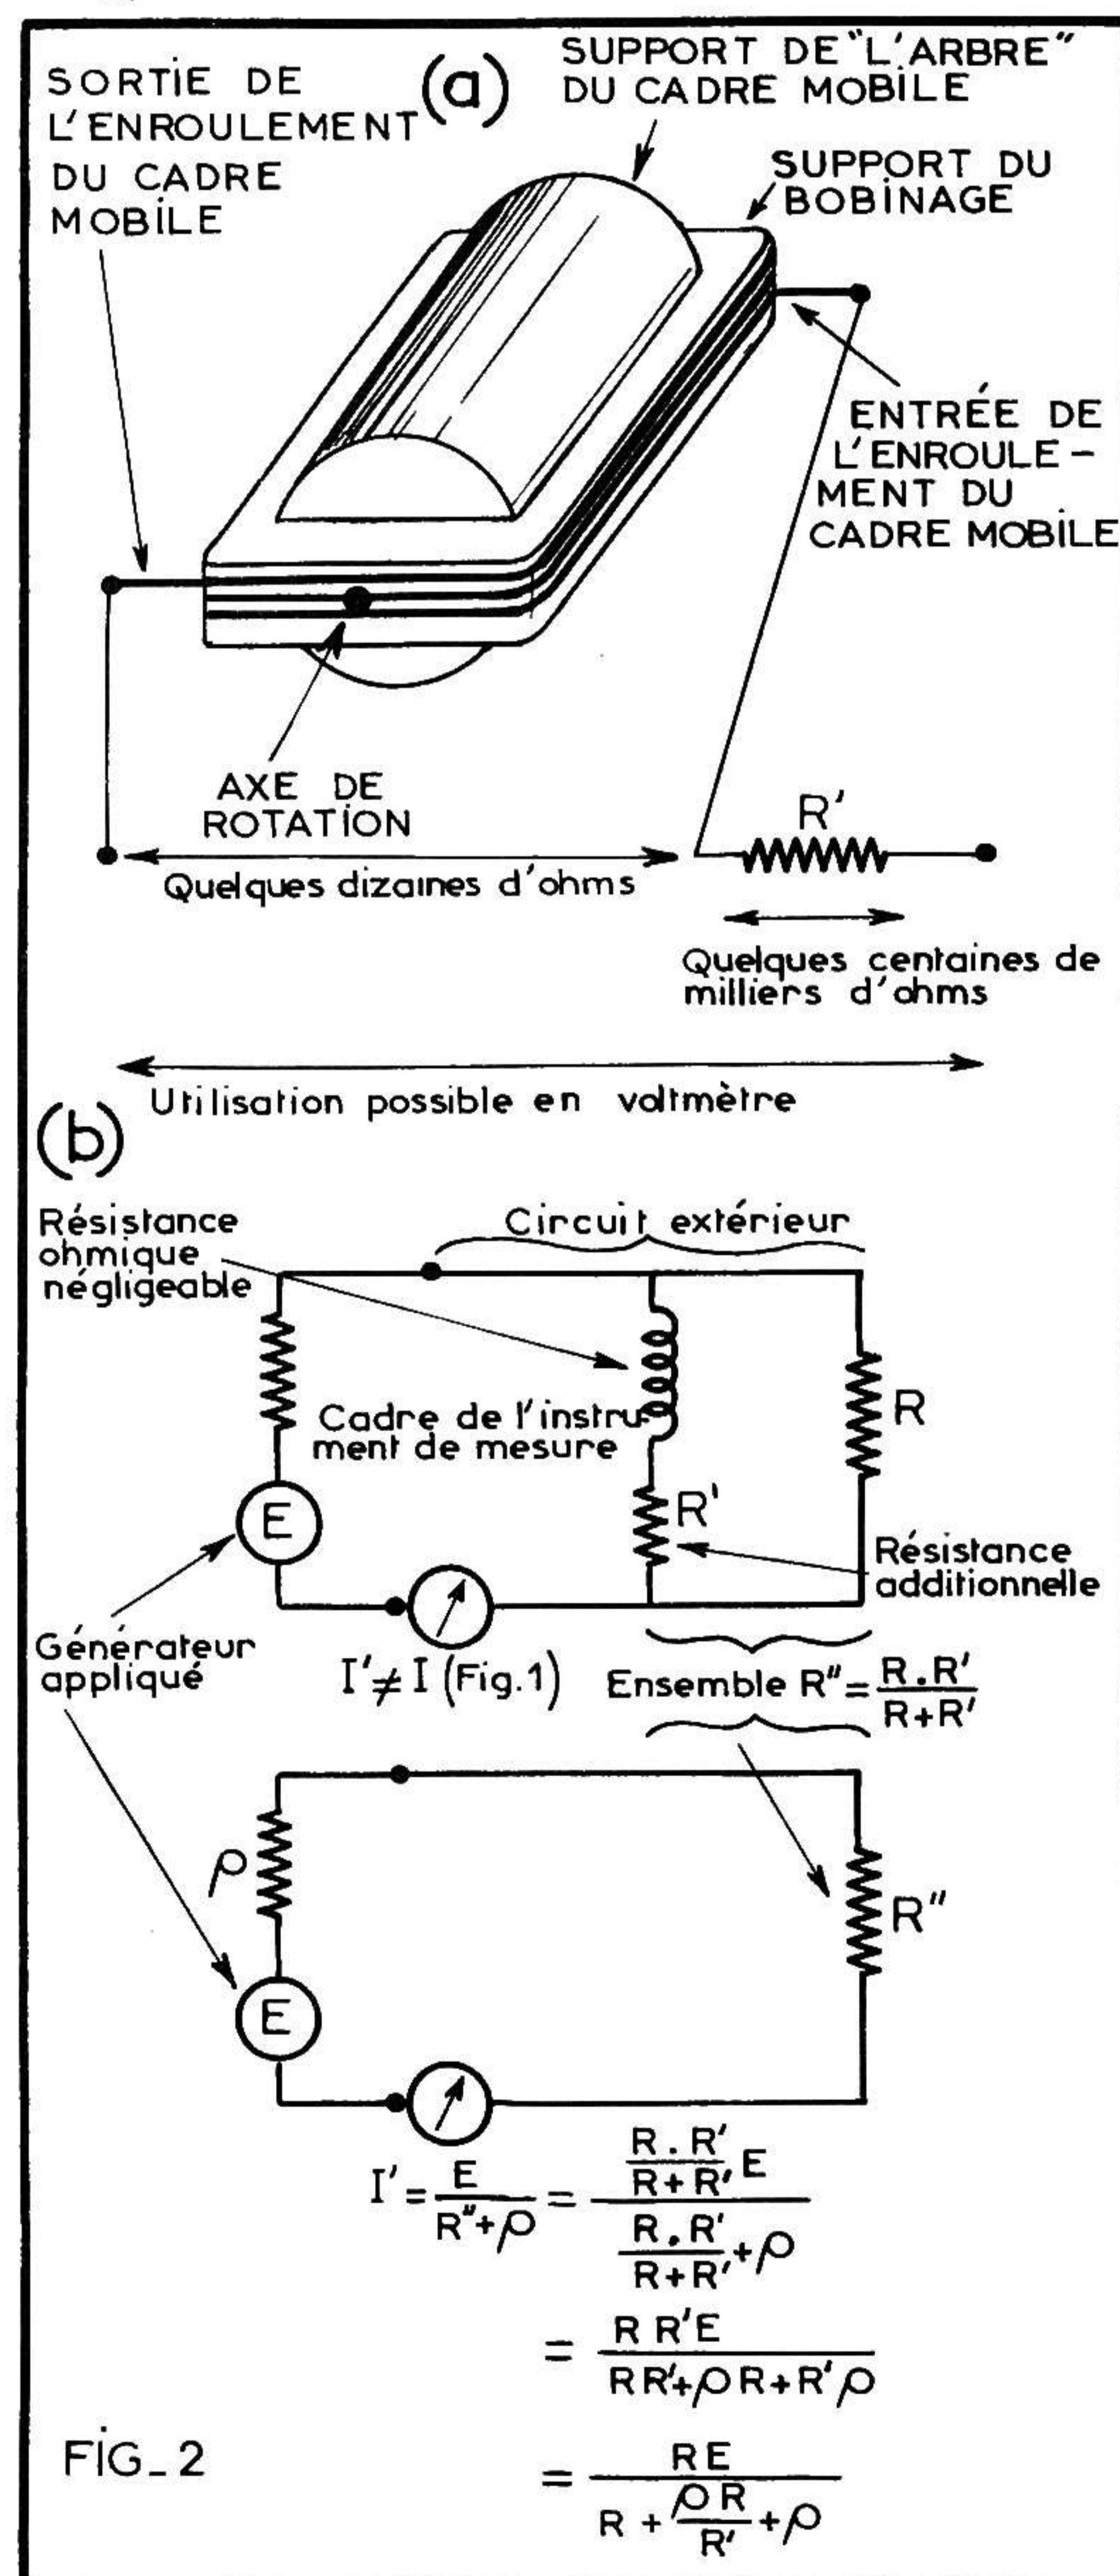 (a)
SORTIE DE
L'ENROULEMENT
DU CADRE
MOBILE
SUPPORT DE "L'ARBRE"
DU CADRE MOBILE
SUPPORT DU
BOBINAGE
ENTRÉE DE
L'ENROULE-
MENT DU
CADRE MOBILE
AXE DE
ROTATION
R'
Quelques dizaines d'ohms
Quelques centaines de
milliers d'ohms
Utilisation possible en voltmètre
(b)
Résistance
ohmique
négligeable
Circuit extérieur
Cadre de l'instru-
ment de mesure
R
E
R'
Résistance
additionnelle
Générateur
appliqué
I' ≠ I (Fig.1)
Ensemble R" = R.R' / R+R'
ρ
R"
E
I' = E / R"+ρ = R.R' / R+R' E / R.R' / R+R' + ρ
= R R'E / RR'+ρR+R'ρ
= RE / R + ρR / R' + ρ
FIG_2